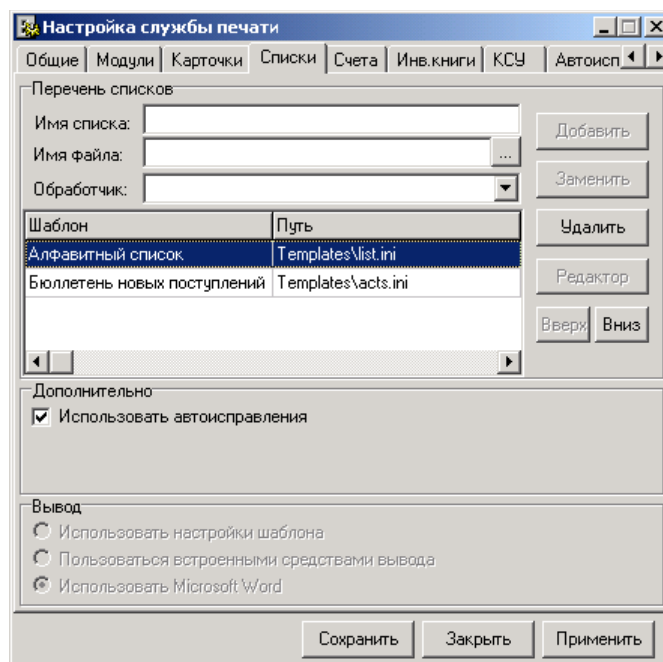 Настройка службы печати
Общие Модули Карточки Списки Счета Инв.книги КСУ Автоисп
Перечень списков
Имя списка:
Добавить
Имя файла: ...
Заменить
Обработчик:
Шаблон Путь
Удалить
Алфавитный список Templates\list.ini
Бюллетень новых поступлений Templates\acts.ini
Редактор
Вверх Вниз
Дополнительно
Использовать автоисправления
Вывод
Использовать настройки шаблона
Пользоваться встроенными средствами вывода
Использовать Microsoft Word
Сохранить Закрыть Применить